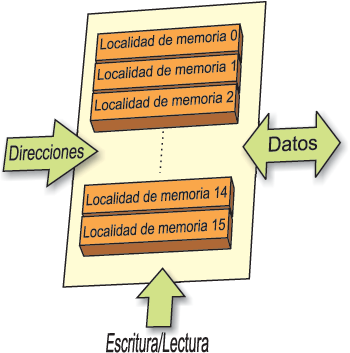 Localidad de memoria 0
Localidad de memoria 1
Localidad de memoria 2
Direcciones
Datos
Localidad de memoria 14
Localidad de memoria 15
Escritura/Lectura